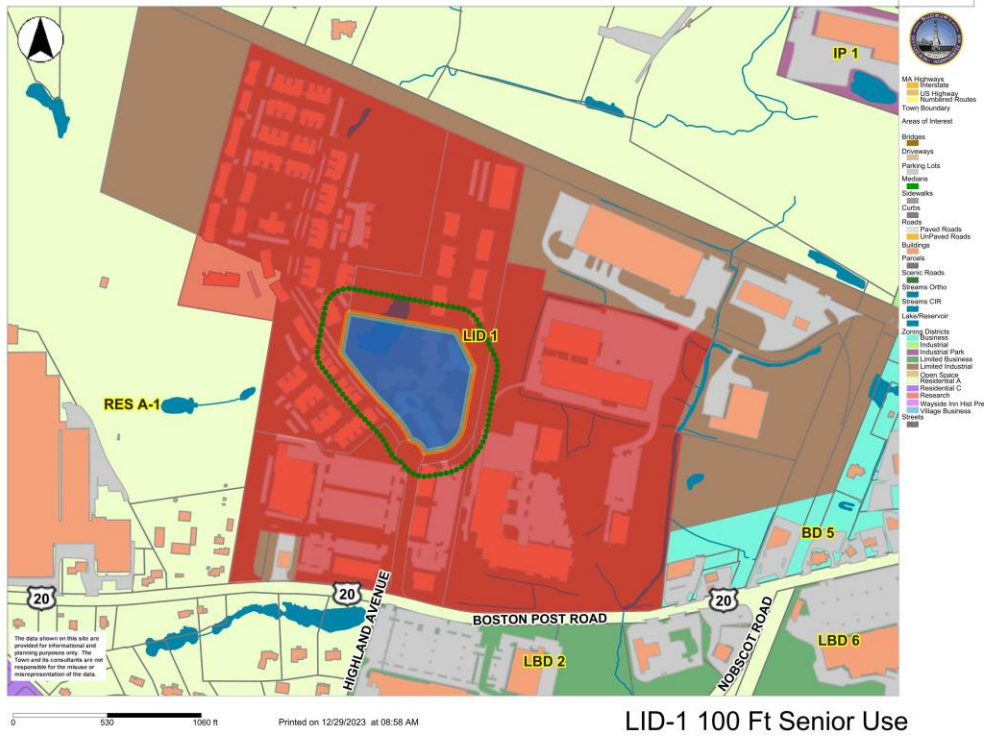 IP 1
MA Highways
Interstate
US Highway
Numbered Routes
Town Boundary
Areas of Interest
Bridges
Driveways
Parking Lots
Medians
Sidewalks
Curbs
Roads
Paved Roads
UnPaved Roads
Buildings
Parcels
Scenic Roads
Streams Ortho
Streams CIR
Lake/Reservoir
Zoning Districts
Business
Industrial
Industrial Park
Limited Business
Limited Industrial
Open Space
Residential A
Residential C
Research
Wayside Inn Hist Pre
Village Business
Streets
LID 1
RES A-1
BD 5
20
20
20
BOSTON POST ROAD
HIGHLAND AVENUE
NOBSCOT ROAD
LBD 2
LBD 6
The data shown on this site are
provided for informational and
planning purposes only. The
Town and its consultants are not
responsible for the misuse or
misrepresentation of the data.
0 530 1060 ft
Printed on 12/29/2023 at 08:58 AM
LID-1 100 Ft Senior Use